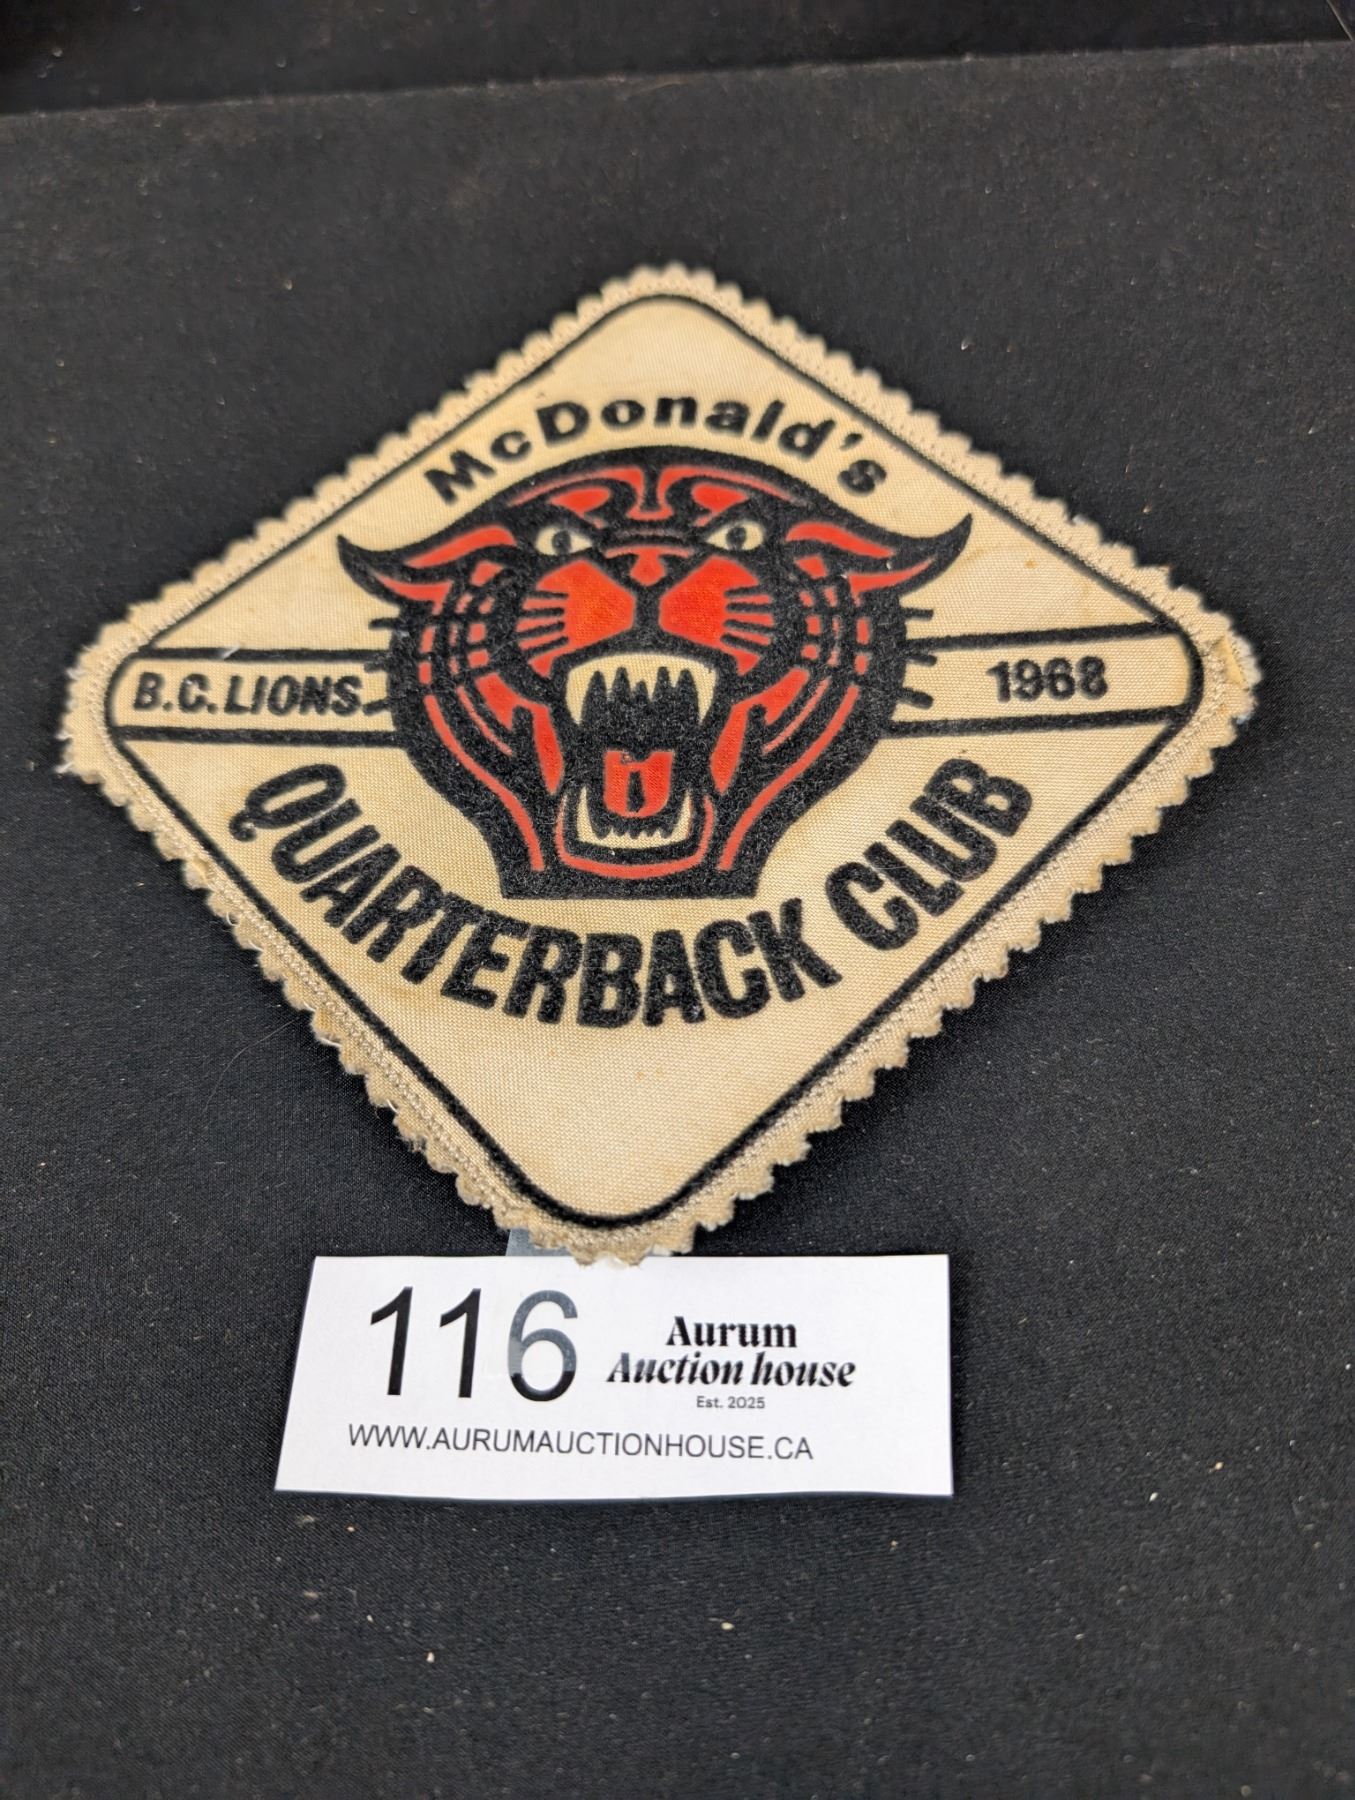 McDonald's
B.C. LIONS
1968
QUARTERBACK CLUB
116
Aurum
Auction house
Est. 2025
WWW.AURUMAUCTIONHOUSE.CA